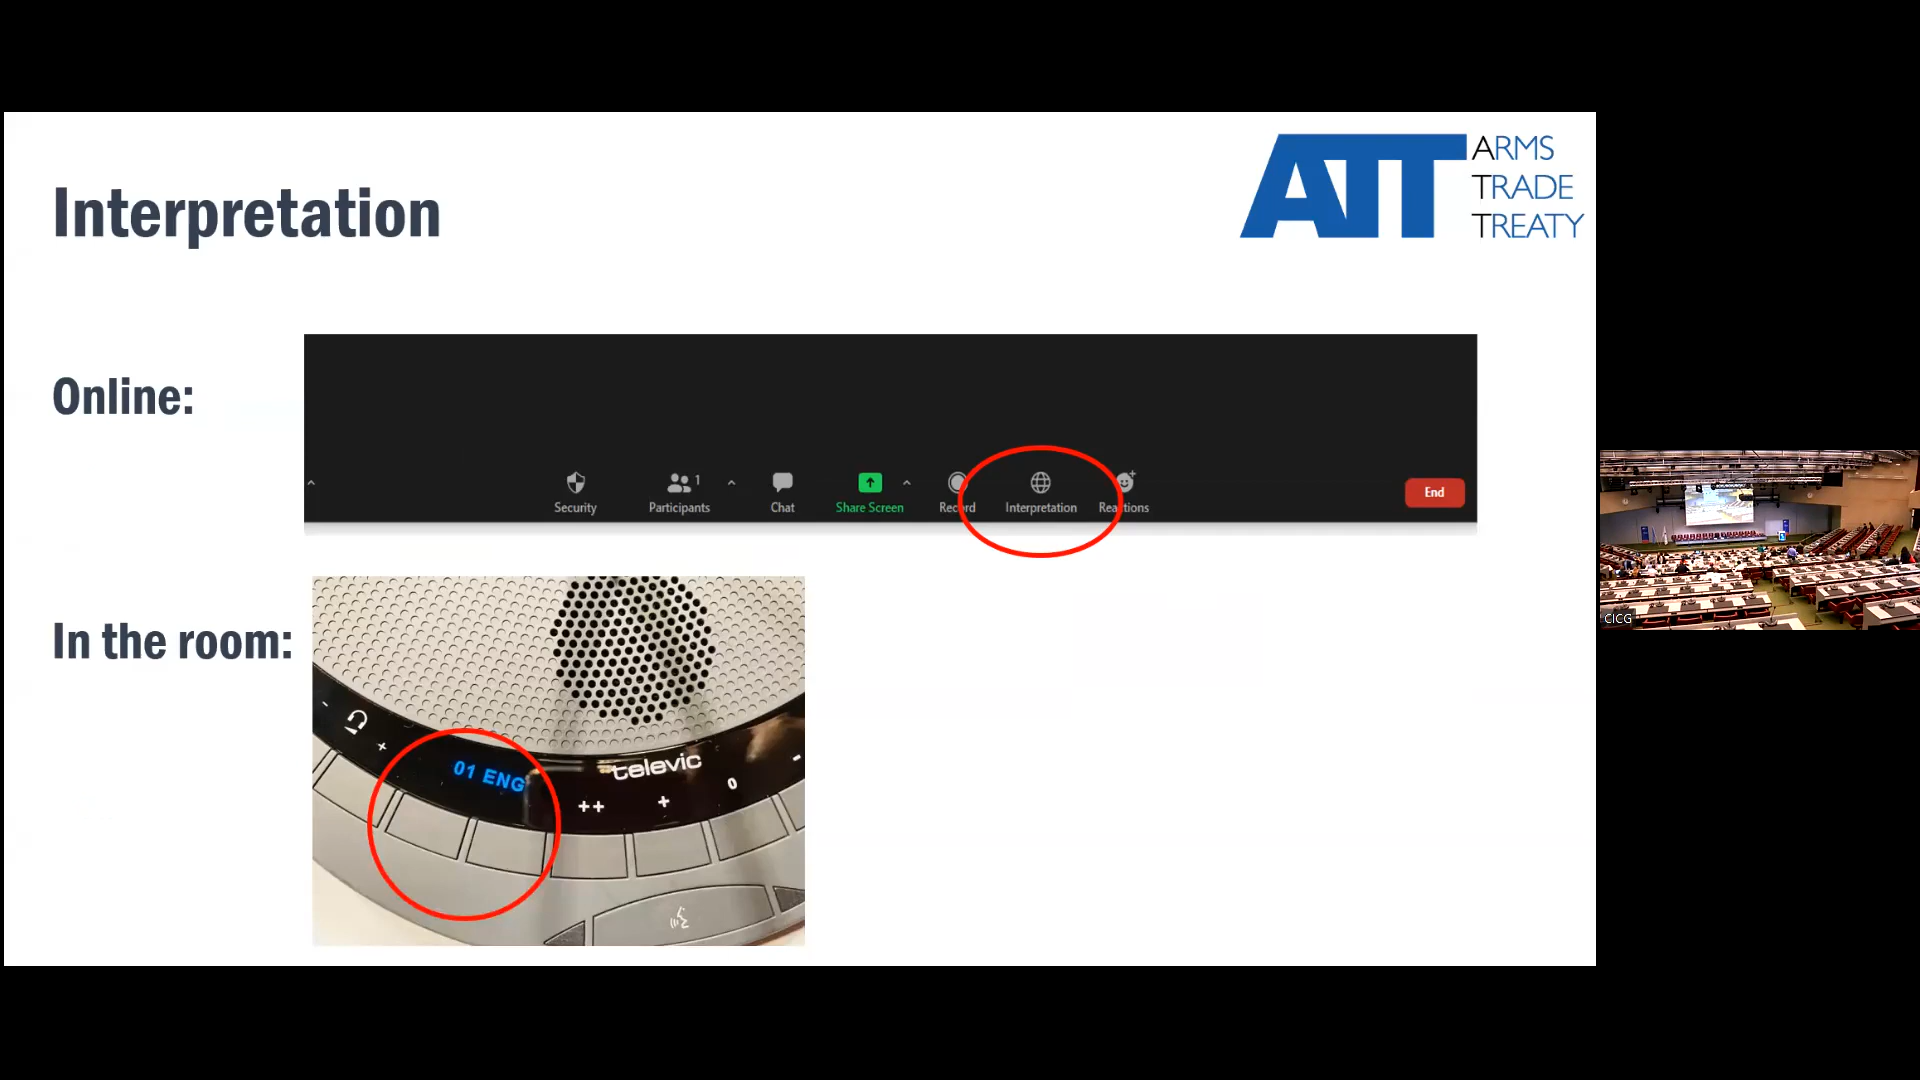 Interpretation
ATT
ARMS
TRADE
TREATY
Online:
1
Security
Participants
Chat
Share Screen
Record
Interpretation
Reactions
End
In the room:
- +
01 ENG
televic
++ + 0 -
CICG